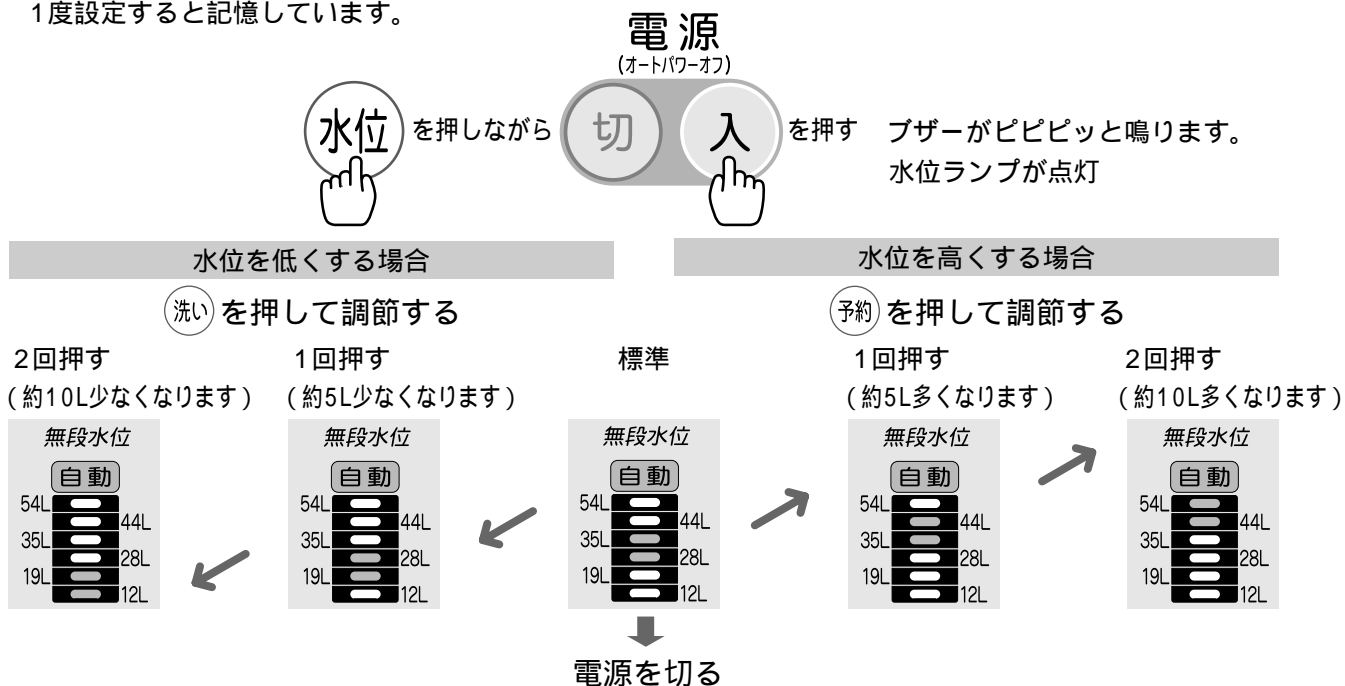 1度設定すると記憶しています。
電源
(オートパワーオフ)
水位 を押しながら 切 入 を押す ブザーがピピピッと鳴ります。
水位ランプが点灯
水位を低くする場合 水位を高くする場合
洗い を押して調節する 予約 を押して調節する
2回押す 1回押す 標準 1回押す 2回押す
(約10L少なくなります) (約5L少なくなります) (約5L多くなります) (約10L多くなります)
無段水位 無段水位 無段水位 無段水位 無段水位
自動 自動 自動 自動 自動
54L 54L 54L 54L 54L
44L 44L 44L 44L 44L
35L 35L 35L 35L 35L
28L 28L 28L 28L 28L
19L 19L 19L 19L 19L
12L 12L 12L 12L 12L
電源を切る